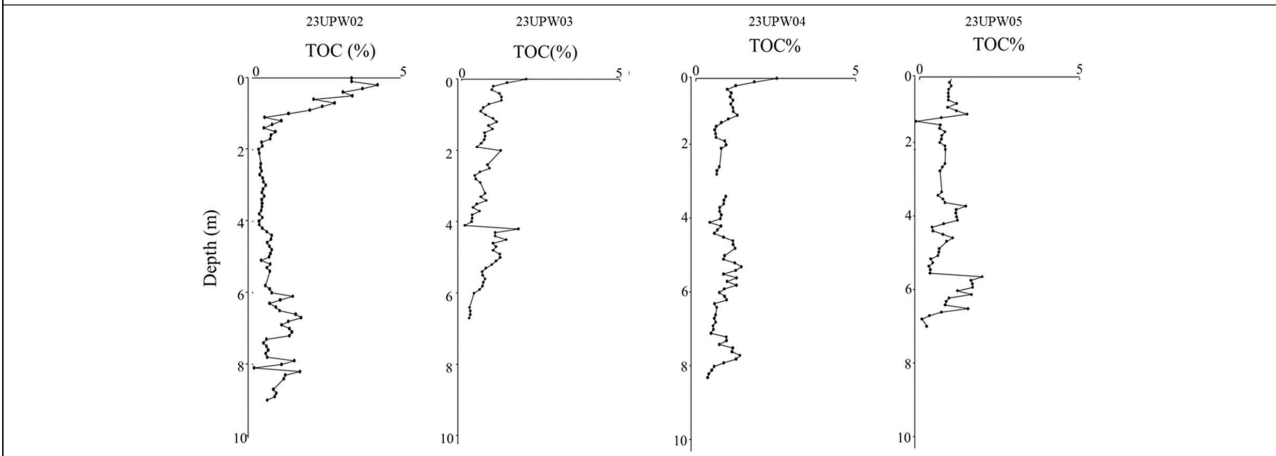 23UPW02 23UPW03 23UPW04 23UPW05
TOC (%) TOC(%) TOC% TOC%
0 5 0 5 0 5 0 5
0 0 0 0
2 2 2 2
4 4 4 4
Depth (m)
6 6 6 6
8 8 8 8
10 10 10 10